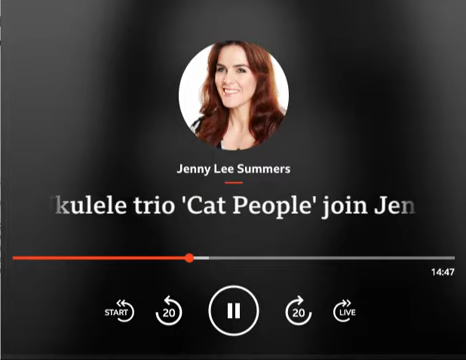 Jenny Lee Summers
kulele trio 'Cat People' join Jen
14:47
START
20
20
LIVE